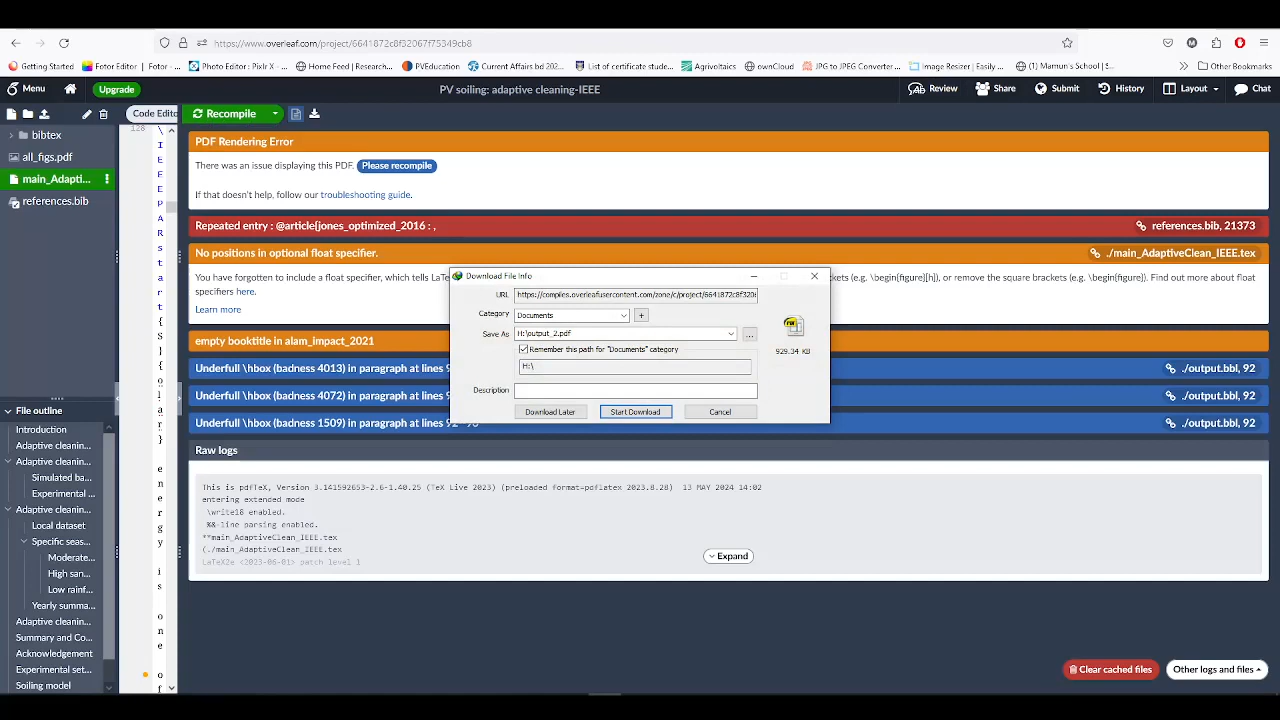 https://www.overleaf.com/project/6641872c8f32067f75349cb8
Getting Started
Fotor Editor | Fotor - ...
Photo Editor : Pixlr X - ...
Home Feed | Research...
PVEducation
Current Affairs bd 202...
List of certificate studen...
Agrivoltaics
ownCloud
JPG to JPEG Converter ...
Image Resizer | Easily ...
(1) Mamun's School ...
Other Bookmarks
Menu
Upgrade
PV soiling: adaptive cleaning-IEEE
Review
Share
Submit
History
Layout
Chat
Code Edito
Recompile
bibtex
all_figs.pdf
main_Adapti...
references.bib
128
\
I
E
E
E
P
A
R
s
t
a
r
t
{
S
}
{
o
l
a
r
}
e
n
e
r
g
y
i
s
o
n
e
o
f
PDF Rendering Error
There was an issue displaying this PDF. Please recompile
If that doesn't help, follow our troubleshooting guide.
Repeated entry : @article{jones_optimized_2016 : ,
references.bib, 21373
No positions in optional float specifier.
./main_AdaptiveClean_IEEE.tex
You have forgotten to include a float specifier, which tells LaTe
ackets (e.g. \begin{figure}[h]), or remove the square brackets (e.g. \begin{figure}). Find out more about float
specifiers here.
Learn more
empty booktitle in alam_impact_2021
Underfull \hbox (badness 4013) in paragraph at lines 9
./output.bbl, 92
Underfull \hbox (badness 4072) in paragraph at lines 9
./output.bbl, 92
Underfull \hbox (badness 1509) in paragraph at lines
./output.bbl, 92
Raw logs
This is pdfTeX, Version 3.141592653-2.6-1.40.25 (TeX Live 2023) (preloaded format=pdflatex 2023.8.28) 13 MAY 2024 14:02
entering extended mode
\write18 enabled.
%&-line parsing enabled.
**main_AdaptiveClean_IEEE.tex
(./main_AdaptiveClean_IEEE.tex
LaTeX2e <2023-06-01> patch level 1
Expand
Clear cached files
Other logs and files
Download File Info
URL
https://compiles.overleafusercontent.com/zone/c/project/6641872c8f320
Category
Documents
+
Save As
H:\output_2.pdf
...
Remember this path for "Documents" category
H:\
929.34 KB
Description
Download Later
Start Download
Cancel
File outline
Introduction
Adaptive cleanin...
Adaptive cleanin...
Simulated ba...
Experimental ...
Adaptive cleanin...
Local dataset
Specific seas...
Moderate...
High san...
Low rainf...
Yearly summa...
Adaptive cleanin...
Summary and Co...
Acknowledgement
Experimental set...
Soiling model